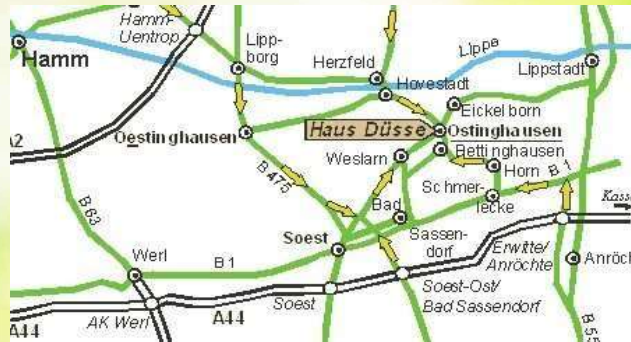 Hamm-
Uentrop
Hamm
Lipp-
borg
Herzfeld
Lippe
Hovestadt
Lippstadt
Eickelborn
A2
Oestinghausen
Haus Düsse
Ostinghausen
Bettinghausen
Weslarn
Horn
B 1
B 475
Schmer-
lecke
B 63
Bad
Sassen-
dorf
Soest
Werl
B 1
Erwitte/
Anröchte
Anröch
Soest
Soest-Ost/
Bad Sassendorf
AK Werl
A44
A44
B 55